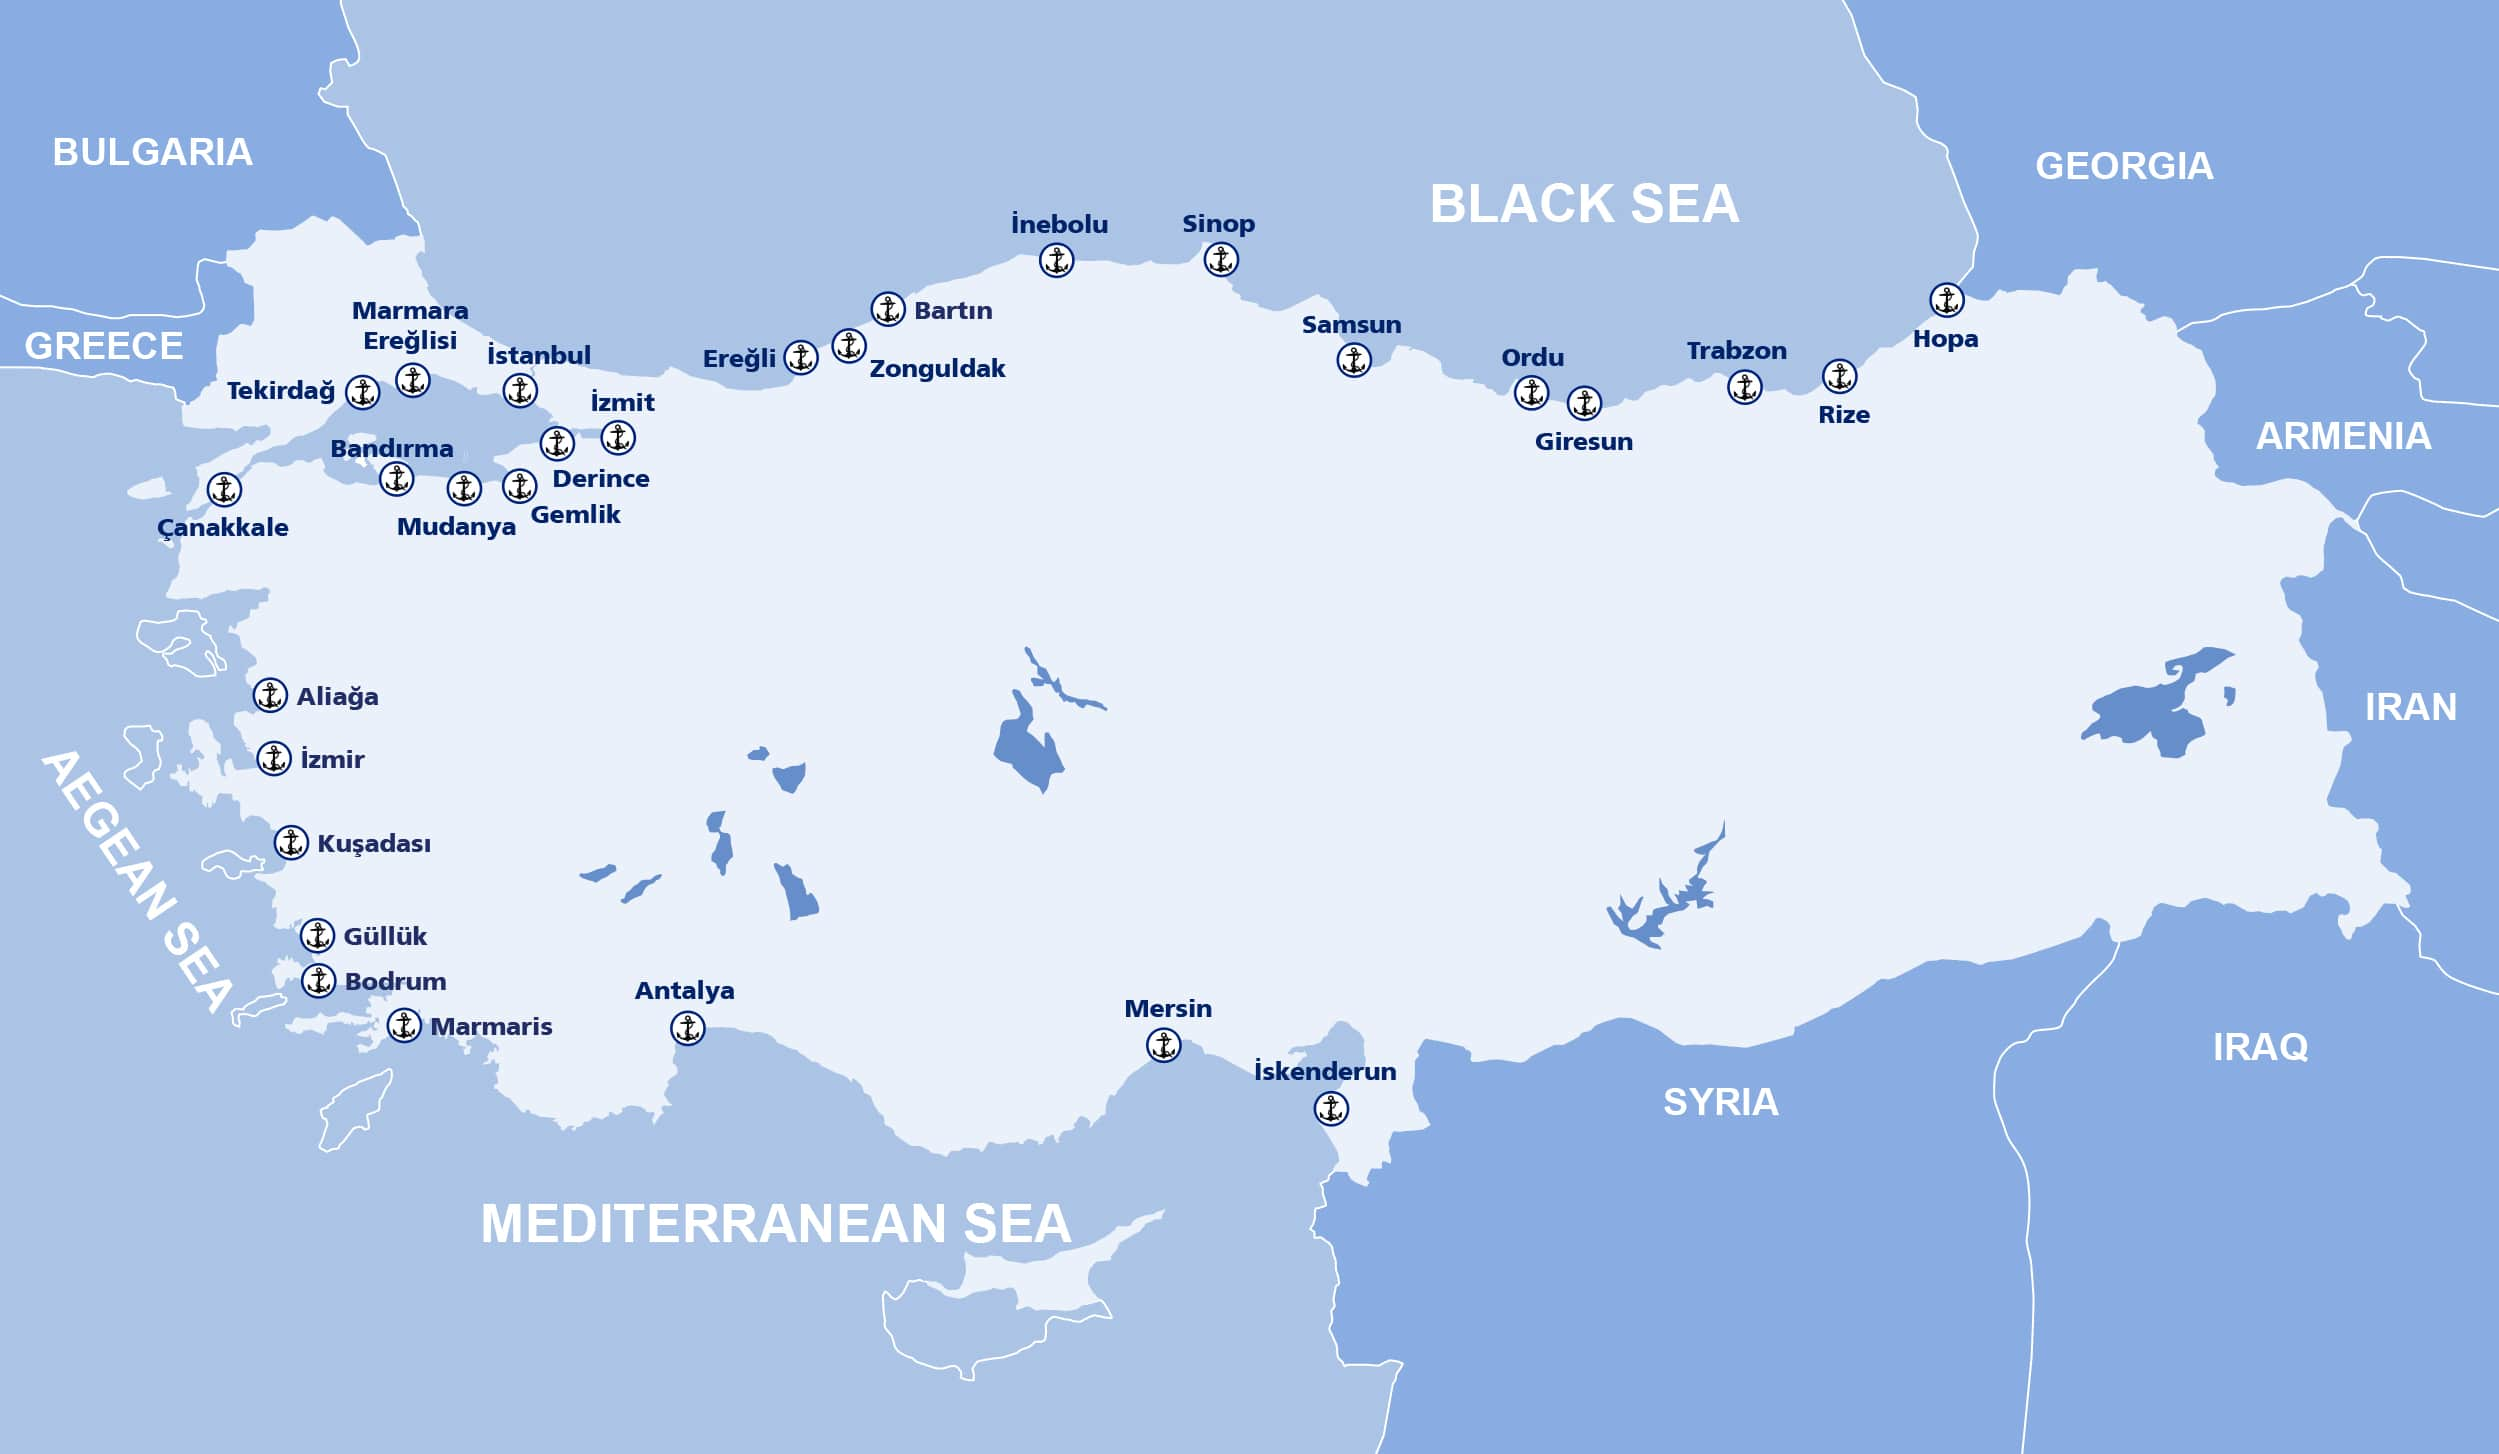 BULGARIA
GEORGIA
BLACK SEA
İnebolu
Sinop
Marmara
Ereğlisi
Bartın
Samsun
Hopa
GREECE
İstanbul
Ereğli
Zonguldak
Ordu
Trabzon
Tekirdağ
İzmit
Rize
Bandırma
Giresun
ARMENIA
Derince
Gemlik
Çanakkale
Mudanya
Aliağa
IRAN
İzmir
AEGEAN SEA
Kuşadası
Güllük
Bodrum
Antalya
Marmaris
Mersin
İskenderun
IRAQ
SYRIA
MEDITERRANEAN SEA